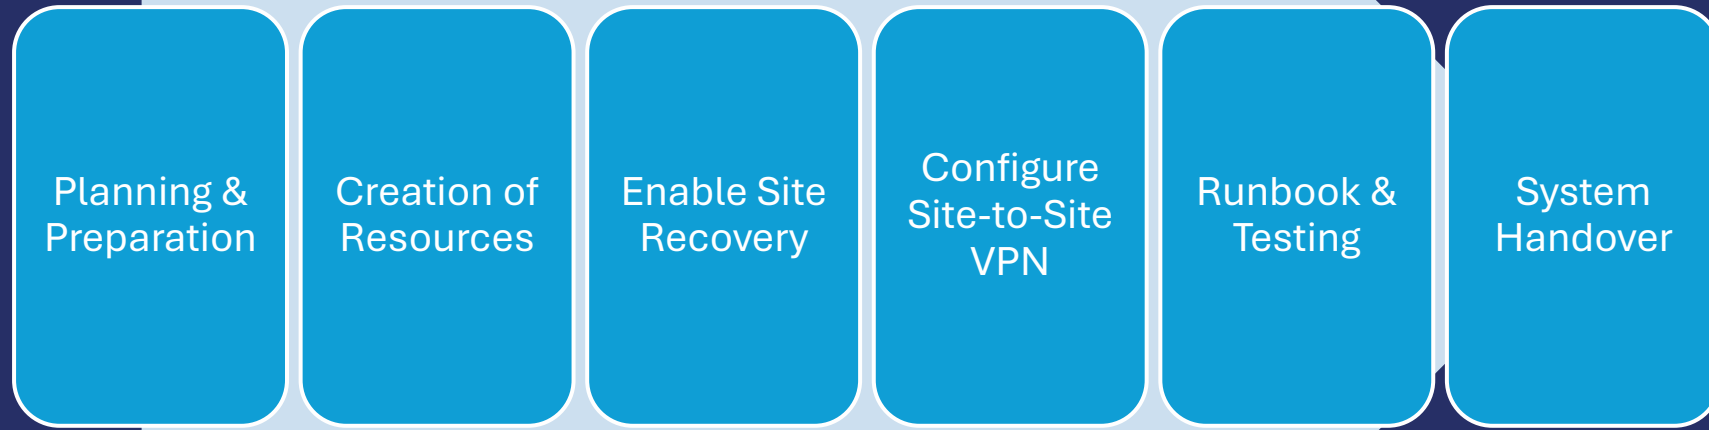 Planning &
Preparation
Creation of
Resources
Enable Site
Recovery
Configure
Site-to-Site
VPN
Runbook &
Testing
System
Handover